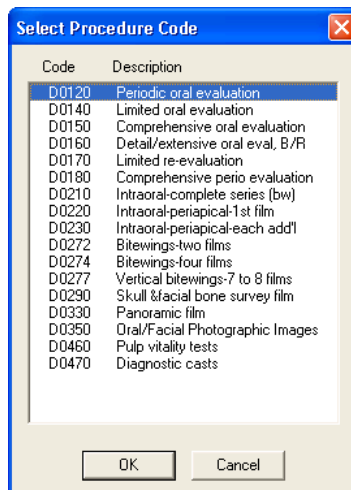 Select Procedure Code
Code Description
D0120 Periodic oral evaluation
D0140 Limited oral evaluation
D0150 Comprehensive oral evaluation
D0160 Detail/extensive oral eval, B/R
D0170 Limited re-evaluation
D0180 Comprehensive perio evaluation
D0210 Intraoral-complete series (bw)
D0220 Intraoral-periapical-1st film
D0230 Intraoral-periapical-each add'l
D0272 Bitewings-two films
D0274 Bitewings-four films
D0277 Vertical bitewings-7 to 8 films
D0290 Skull &facial bone survey film
D0330 Panoramic film
D0350 Oral/Facial Photographic Images
D0460 Pulp vitality tests
D0470 Diagnostic casts
OK Cancel